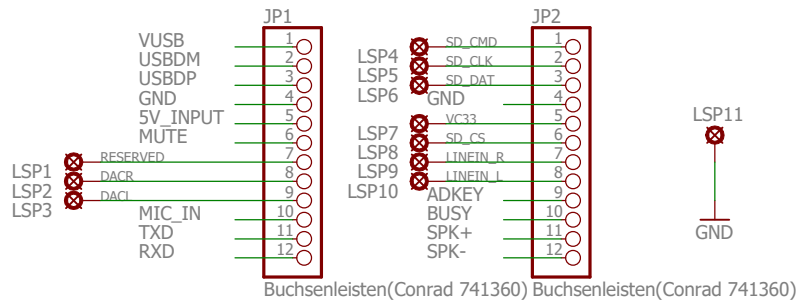 JP1
VUSB 1
USBDM 2
USBDP 3
GND 4
5V_INPUT 5
MUTE 6
LSP1 RESERVED 7
LSP2 DACR 8
LSP3 DACL 9
MIC_IN 10
TXD 11
RXD 12
Buchsenleisten(Conrad 741360)
JP2
LSP4 SD_CMD 1
LSP5 SD_CLK 2
LSP6 SD_DAT 3
GND 4
LSP7 VC33 5
LSP8 SD_CS 6
LSP9 LINEIN_R 7
LSP10 LINEIN_L 8
ADKEY 9
BUSY 10
SPK+ 11
SPK- 12
Buchsenleisten(Conrad 741360)
LSP11
GND